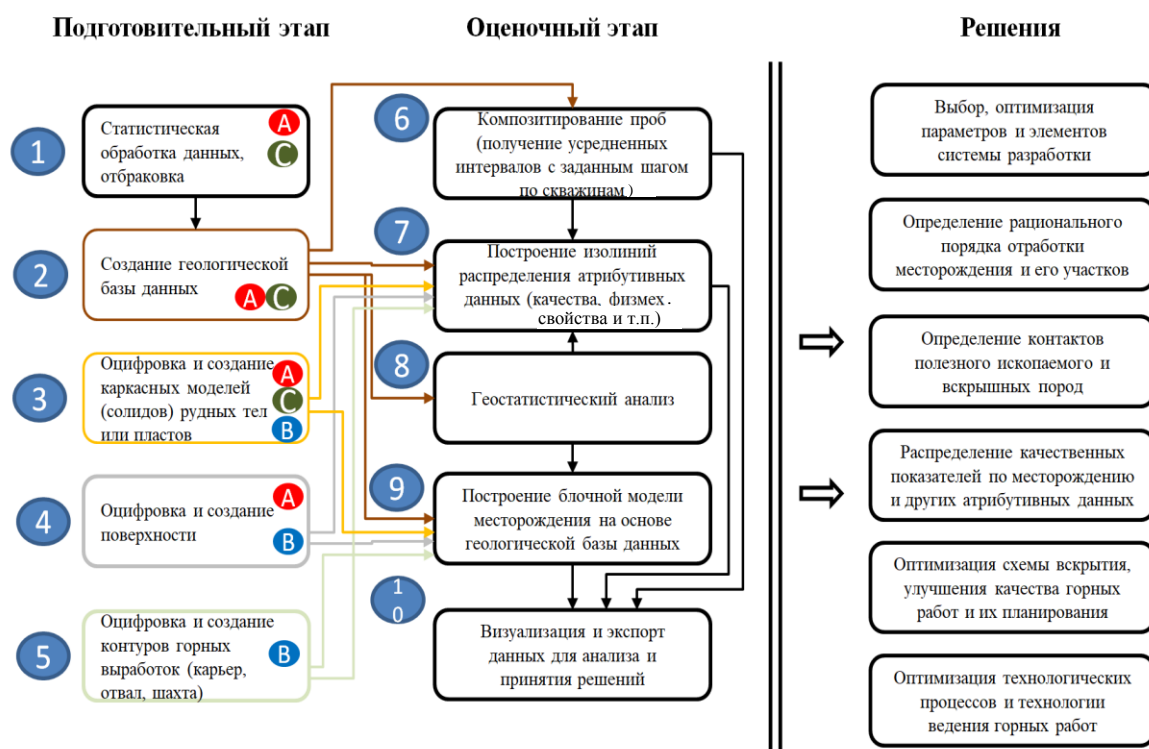 Подготовительный этап
Оценочный этап
Решения
1
Статистическая
обработка данных,
отбраковка
A
C
2
Создание геологической
базы данных
A
C
3
Оцифровка и создание
каркасных моделей
(солидов) рудных тел
или пластов
A
C
B
4
Оцифровка и создание
поверхности
A
B
5
Оцифровка и создание
контуров горных
выработок (карьер,
отвал, шахта)
B
6
Композитирование проб
(получение усредненных
интервалов с заданным шагом
по скважинам)
7
Построение изолиний
распределения атрибутивных
данных (качества, физмех.
свойства и т.п.)
8
Геостатистический анализ
9
Построение блочной модели
месторождения на основе
геологической базы данных
1
0
Визуализация и экспорт
данных для анализа и
принятия решений
Выбор, оптимизация
параметров и элементов
системы разработки
Определение рационального
порядка отработки
месторождения и его участков
Определение контактов
полезного ископаемого и
вскрышных пород
Распределение качественных
показателей по месторождению
и других атрибутивных данных
Оптимизация схемы вскрытия,
улучшения качества горных
работ и их планирования
Оптимизация технологических
процессов и технологии
ведения горных работ